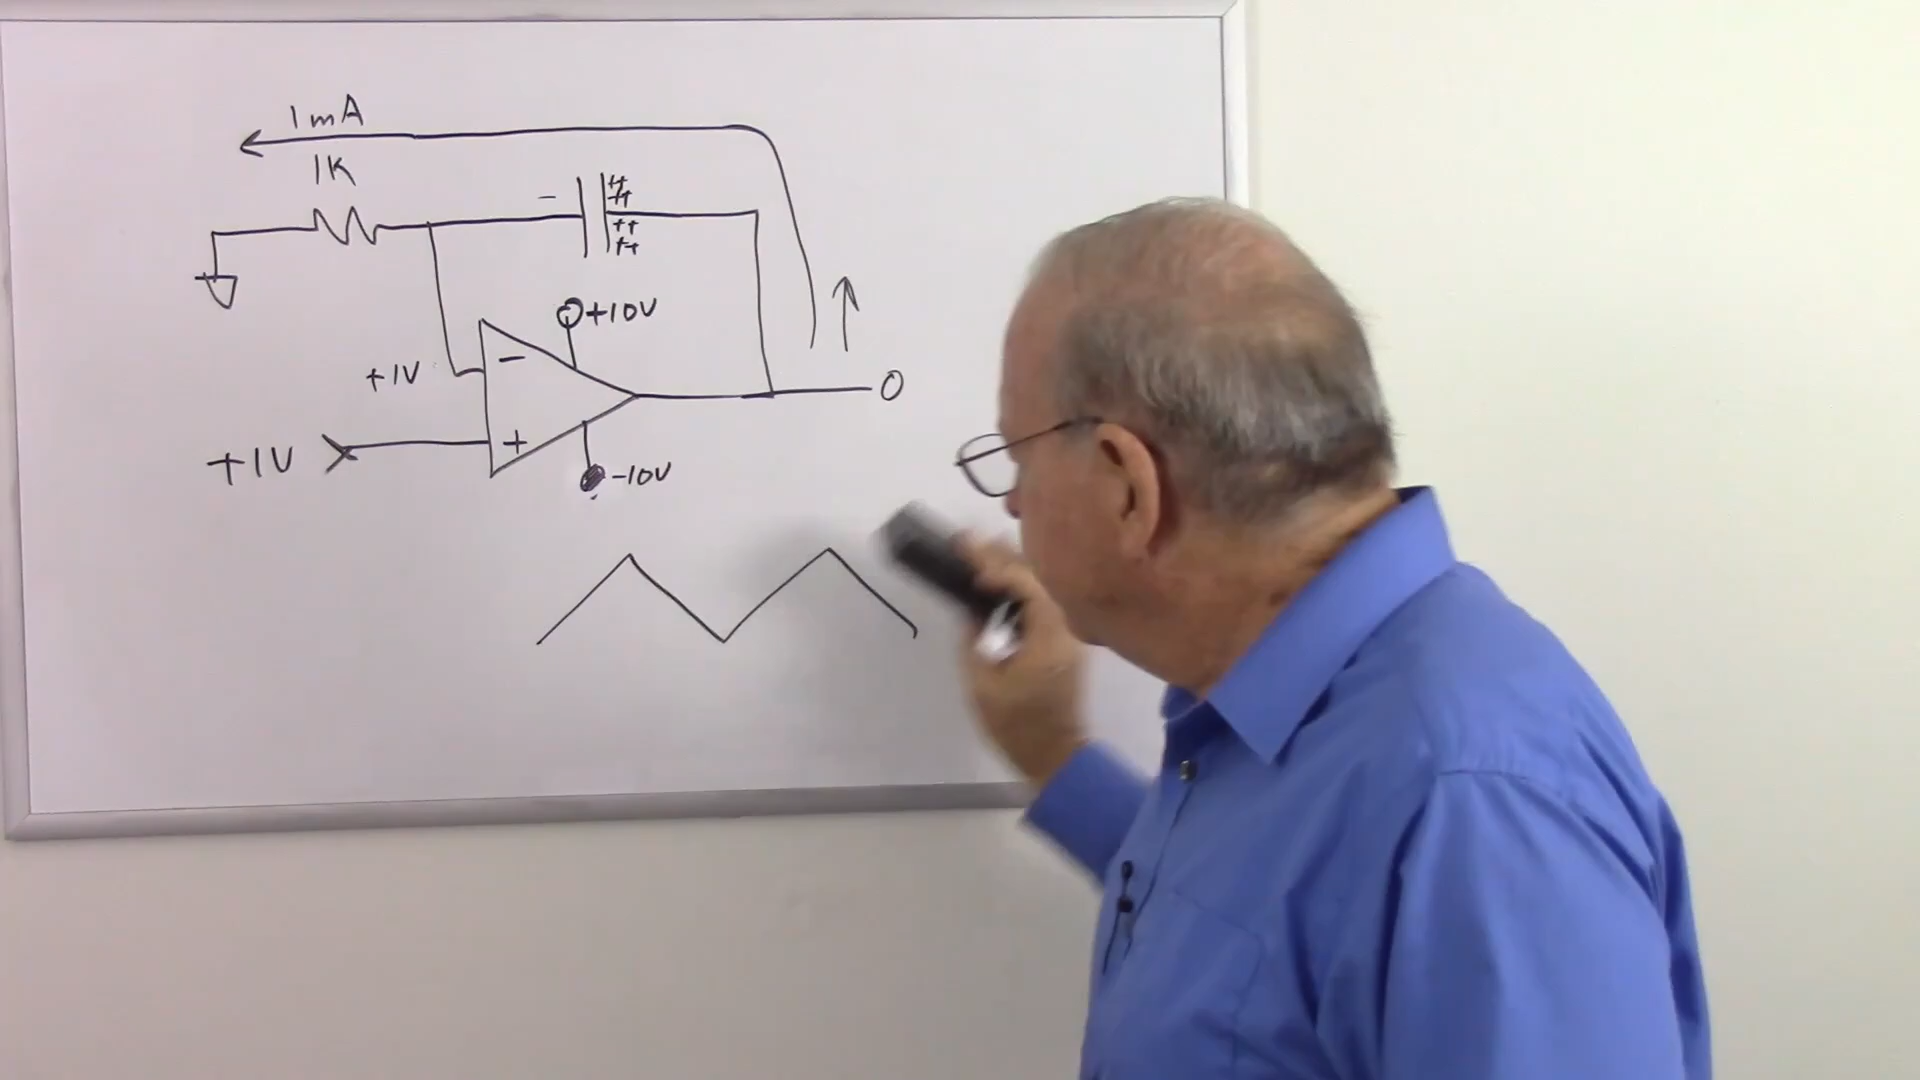 1mA
1K
-
++
++
++
++
+10V
-
+1V
O
+1V
+
-10V